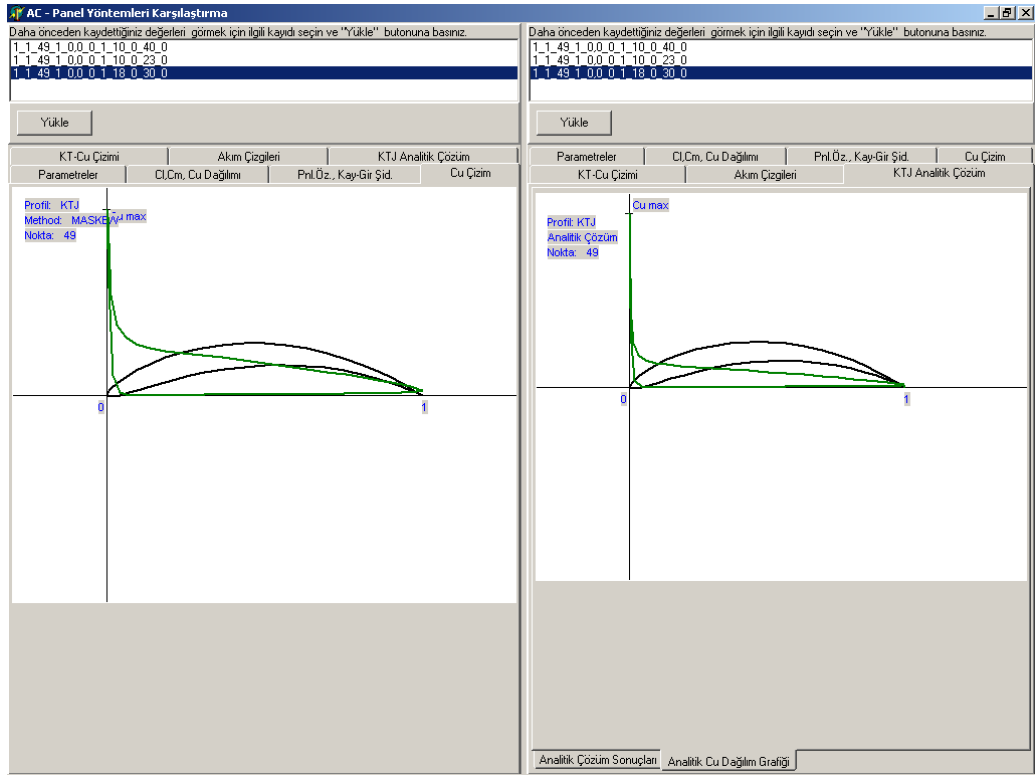 AC - Panel Yöntemleri Karşılaştırma
Daha önceden kaydettiğiniz değerleri görmek için ilgili kayıdı seçin ve "Yükle" butonuna basınız.
1_1_49_1_0,0_0_1_10_0_40_0
1_1_49_1_0,0_0_1_10_0_23_0
1_1_49_1_0,0_0_1_18_0_30_0
Yükle
KT-Cu Çizimi
Akım Çizgileri
KTJ Analitik Çözüm
Parametreler
Cl,Cm, Cu Dağılımı
Pnl.Öz., Kay-Gir Şid.
Cu Çizim
Profil: KTJ
Method: MASKEW
u max
Nokta: 49
0
1
Daha önceden kaydettiğiniz değerleri görmek için ilgili kayıdı seçin ve "Yükle" butonuna basınız.
1_1_49_1_0,0_0_1_10_0_40_0
1_1_49_1_0,0_0_1_10_0_23_0
1_1_49_1_0,0_0_1_18_0_30_0
Yükle
Parametreler
Cl,Cm, Cu Dağılımı
Pnl.Öz., Kay-Gir Şid.
Cu Çizim
KT-Cu Çizimi
Akım Çizgileri
KTJ Analitik Çözüm
Cu max
Profil: KTJ
Analitik Çözüm
Nokta: 49
0
1
Analitik Çözüm Sonuçları
Analitik Cu Dağılım Grafiği